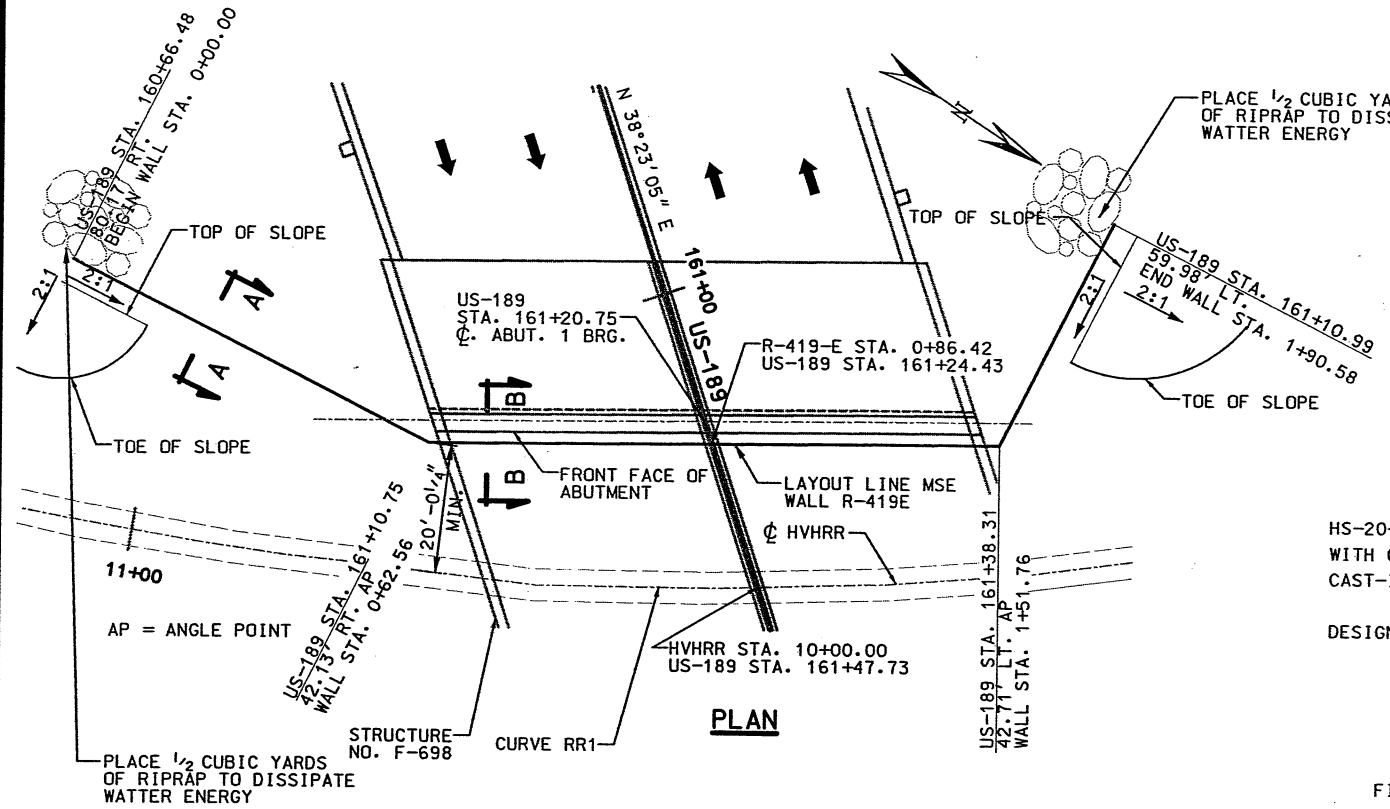 US-189 STA. 160+66.48
80.17' RT.
BEGIN WALL STA. 0+00.00
N 38°23'05" E
N
PLACE 1/2 CUBIC YA
OF RIPRAP TO DISS
WATTER ENERGY
TOP OF SLOPE
TOP OF SLOPE
2:1
2:1
A
A
161+00
US-189
US-189
STA. 161+20.75
℄. ABUT. 1 BRG.
R-419-E STA. 0+86.42
US-189 STA. 161+24.43
US-189 STA. 161+10.99
59.98' LT.
END WALL STA. 1+90.58
2:1
2:1
B
B
TOE OF SLOPE
TOE OF SLOPE
FRONT FACE OF
ABUTMENT
LAYOUT LINE MSE
WALL R-419E
℄ HVHRR
20'-0 1/4"
MIN.
11+00
AP = ANGLE POINT
US-189 STA. 161+10.75
42.13' RT. AP
WALL STA. 0+62.56
HVHRR STA. 10+00.00
US-189 STA. 161+47.73
US-189 STA. 161+38.31
42.71' LT. AP
WALL STA. 1+51.76
HS-20-
WITH
CAST-
DESIGN
PLAN
STRUCTURE
NO. F-698
CURVE RR1
PLACE 1/2 CUBIC YARDS
OF RIPRAP TO DISSIPATE
WATTER ENERGY